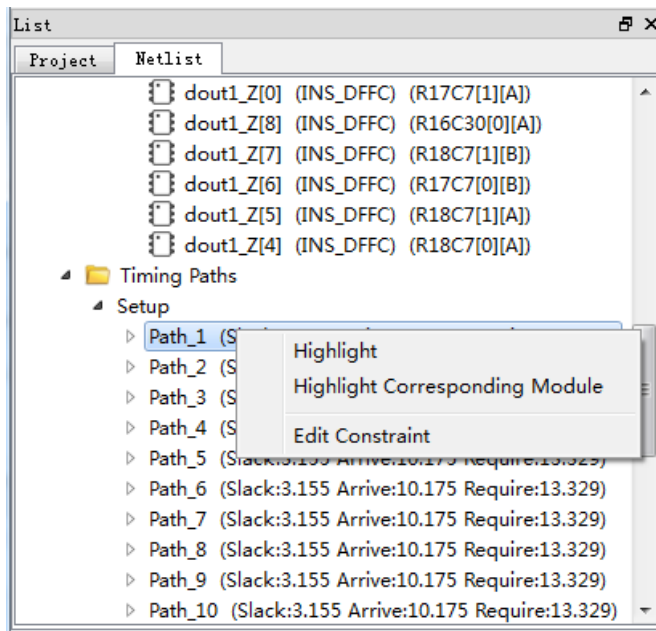 List
Project Netlist
dout1_Z[0] (INS_DFFC) (R17C7[1][A])
dout1_Z[8] (INS_DFFC) (R16C30[0][A])
dout1_Z[7] (INS_DFFC) (R18C7[1][B])
dout1_Z[6] (INS_DFFC) (R17C7[0][B])
dout1_Z[5] (INS_DFFC) (R18C7[1][A])
dout1_Z[4] (INS_DFFC) (R18C7[0][A])
Timing Paths
Setup
Path_1
Highlight
Path_2
Highlight Corresponding Module
Path_3
Path_4
Edit Constraint
Path_5 (Slack:3.155 Arrive:10.175 Require:13.329)
Path_6 (Slack:3.155 Arrive:10.175 Require:13.329)
Path_7 (Slack:3.155 Arrive:10.175 Require:13.329)
Path_8 (Slack:3.155 Arrive:10.175 Require:13.329)
Path_9 (Slack:3.155 Arrive:10.175 Require:13.329)
Path_10 (Slack:3.155 Arrive:10.175 Require:13.329)